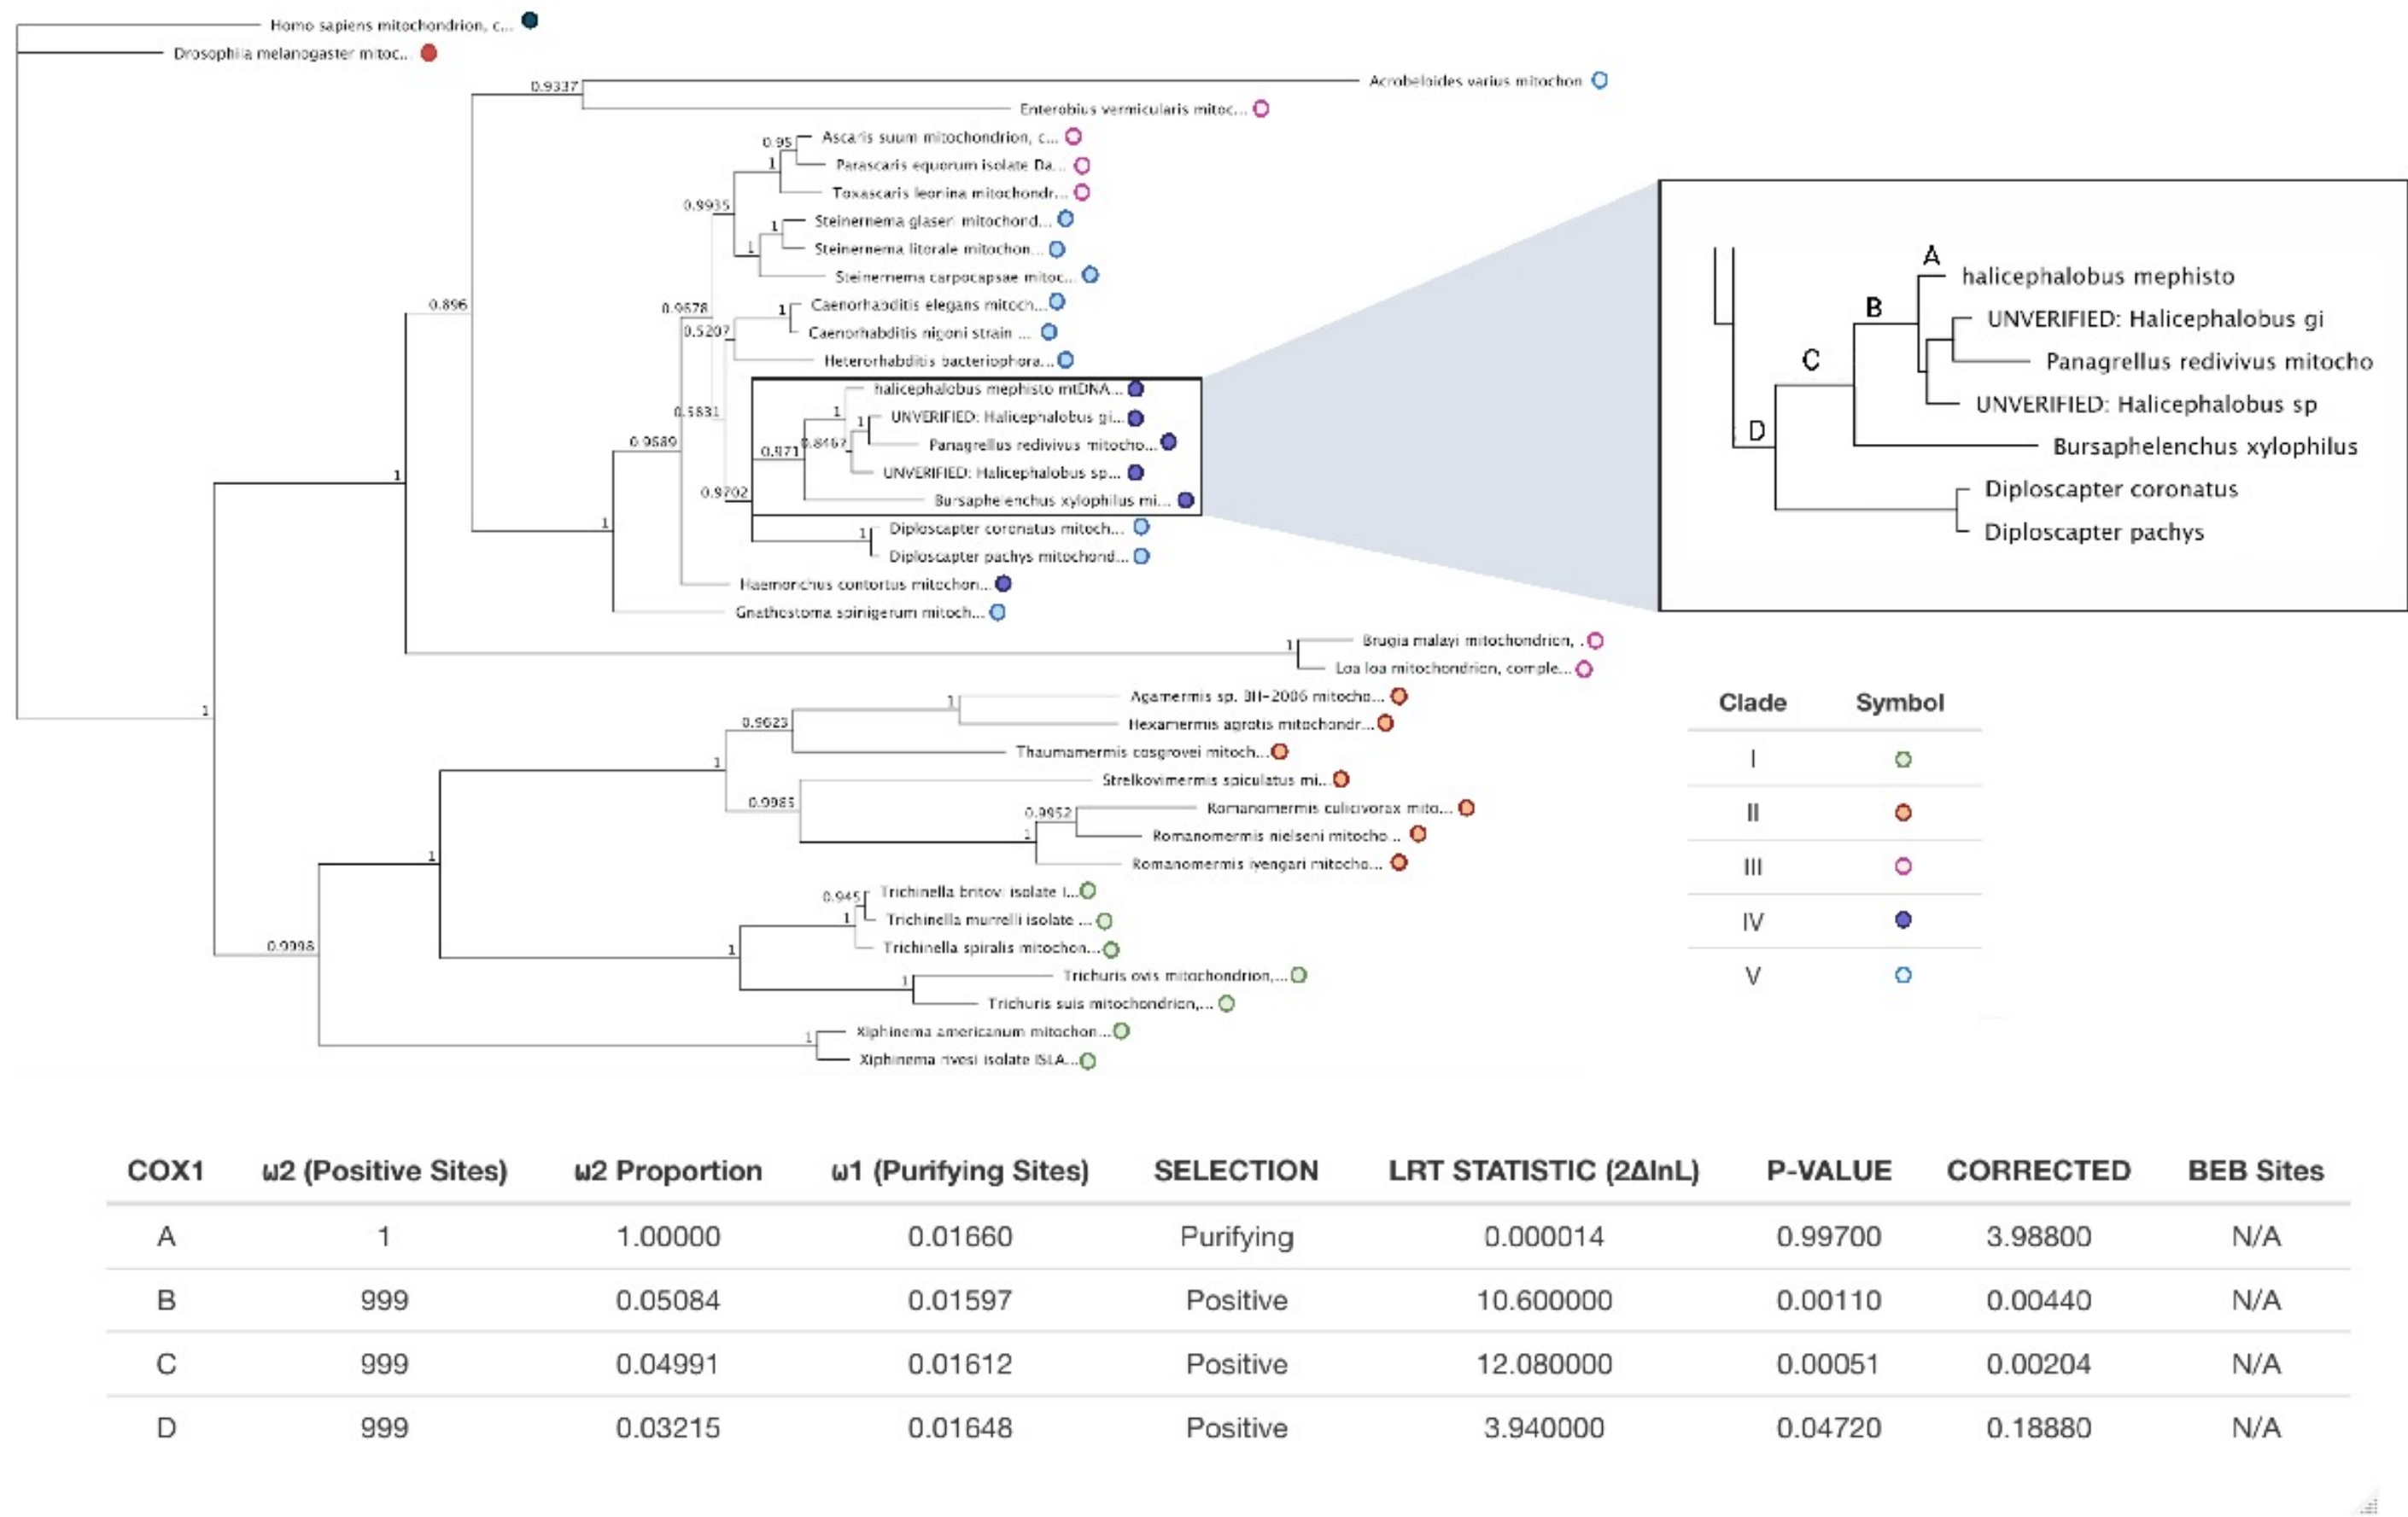 Homo sapiens mitochondrion, c...
Drosophila melanogaster mitoc...
0.9337
Acrobeloides varius mitochon
Enterobius vermicularis mitoc...
Ascaris suum mitochondrion, c...
0.95
Parascaris equorum isolate Da...
1
Toxascaris leonina mitochondr...
0.9935
Steinernema glaseri mitochond...
1
Steinernema litorale mitochon...
1
Steinernema carpocapsae mitoc...
0.896
Caenorhabditis elegans mitoch...
0.9678
1
Caenorhabditis nigoni strain ...
0.5207
Heterorhabditis bacteriophora...
halicephalobus mephisto mtDNA...
0.5831
1
UNVERIFIED: Halicephalobus gi...
1
Panagrellus redivivus mitocho...
0.9689
0.971
0.8467
UNVERIFIED: Halicephalobus sp...
1
0.9702
Bursaphelenchus xylophilus mi...
1
Diploscapter coronatus mitoch...
1
Diploscapter pachys mitochond...
Haemonchus contortus mitochon...
Gnathostoma spinigerum mitoch...
1
Brugia malayi mitochondrion, .
Loa loa mitochondrion, comple...
1
1
Agamermis sp. BH-2006 mitocho...
0.9623
Hexamermis agrotis mitochondr...
Thaumamermis cosgrovei mitoch...
1
Strelkovimermis spiculatus mi...
0.9985
0.9952
Romanomermis culicivorax mito...
1
Romanomermis nielseni mitocho...
1
Romanomermis iyengari mitocho...
0.945
Trichinella britovi isolate I...
1
Trichinella murrelli isolate ...
0.9998
1
Trichinella spiralis mitochon...
1
Trichuris ovis mitochondrion,...
Trichuris suis mitochondrion,...
1
Xiphinema americanum mitochon...
Xiphinema rivesi isolate ISLA...
A
halicephalobus mephisto
B
UNVERIFIED: Halicephalobus gi
C
Panagrellus redivivus mitocho
UNVERIFIED: Halicephalobus sp
D
Bursaphelenchus xylophilus
Diploscapter coronatus
Diploscapter pachys
Clade Symbol
I
II
III
IV
V
COX1 ω2 (Positive Sites) ω2 Proportion ω1 (Purifying Sites) SELECTION LRT STATISTIC (2ΔlnL) P-VALUE CORRECTED BEB Sites
A 1 1.00000 0.01660 Purifying 0.000014 0.99700 3.98800 N/A
B 999 0.05084 0.01597 Positive 10.600000 0.00110 0.00440 N/A
C 999 0.04991 0.01612 Positive 12.080000 0.00051 0.00204 N/A
D 999 0.03215 0.01648 Positive 3.940000 0.04720 0.18880 N/A